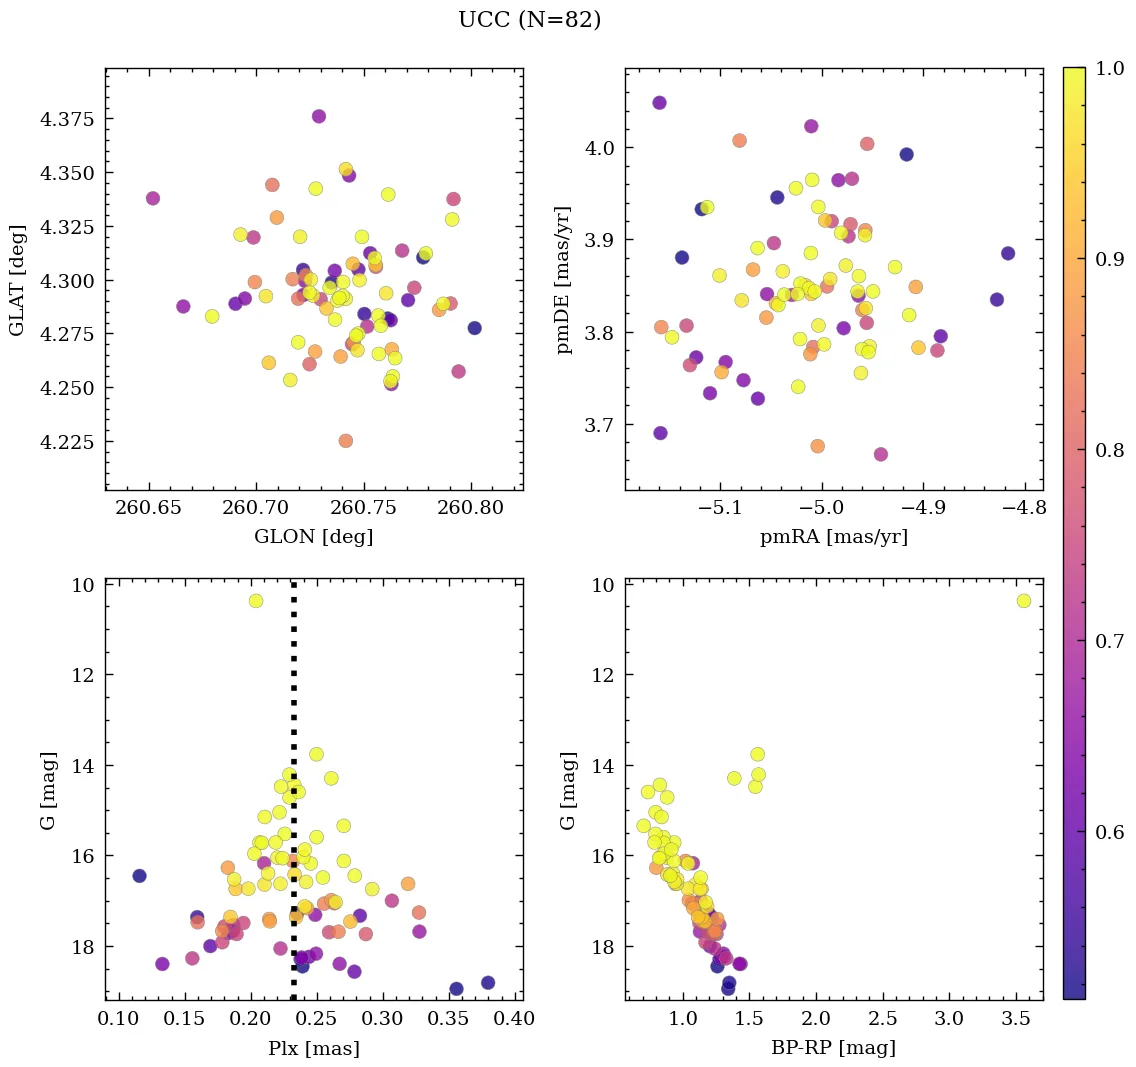 UCC (N=82)
4.375
4.350
4.325
4.300
4.275
4.250
4.225
GLAT [deg]
260.65 260.70 260.75 260.80
GLON [deg]
4.0
3.9
3.8
3.7
pmDE [mas/yr]
−5.1 −5.0 −4.9 −4.8
pmRA [mas/yr]
10
12
14
16
18
G [mag]
0.10 0.15 0.20 0.25 0.30 0.35 0.40
Plx [mas]
10
12
14
16
18
G [mag]
1.0 1.5 2.0 2.5 3.0 3.5
BP-RP [mag]
1.0
0.9
0.8
0.7
0.6